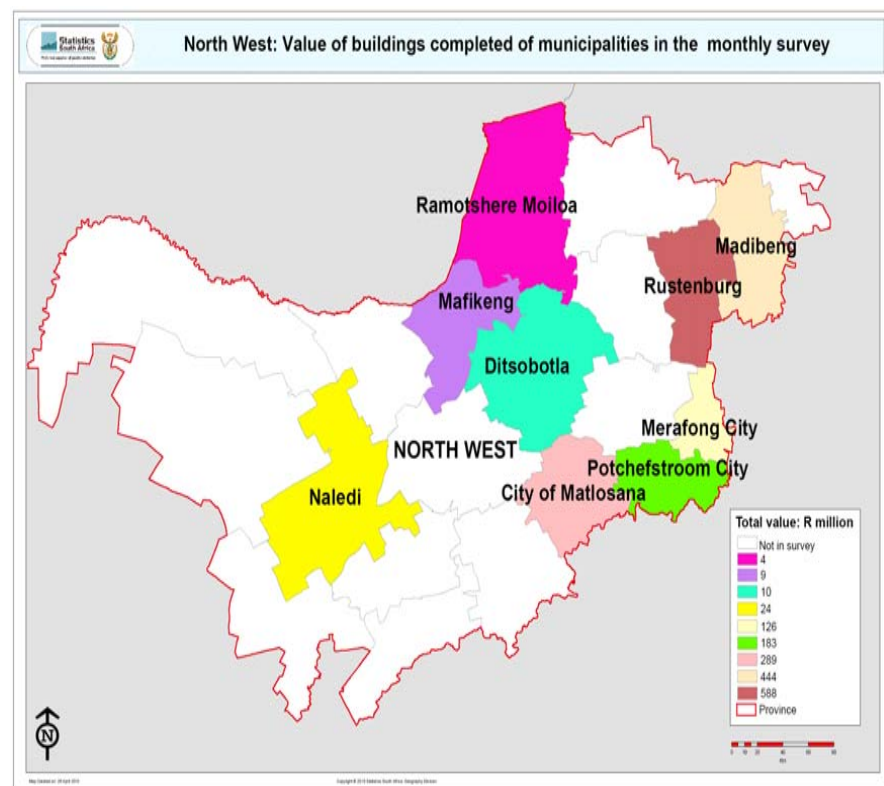 Statistics
South Africa
North West: Value of buildings completed of municipalities in the monthly survey
Ramotshere Moiloa
Madibeng
Mafikeng
Rustenburg
Ditsobotla
Merafong City
NORTH WEST
Potchefstroom City
City of Matlosana
Naledi
Total value: R million
Not in survey
4
9
10
24
126
183
289
444
588
Province
N